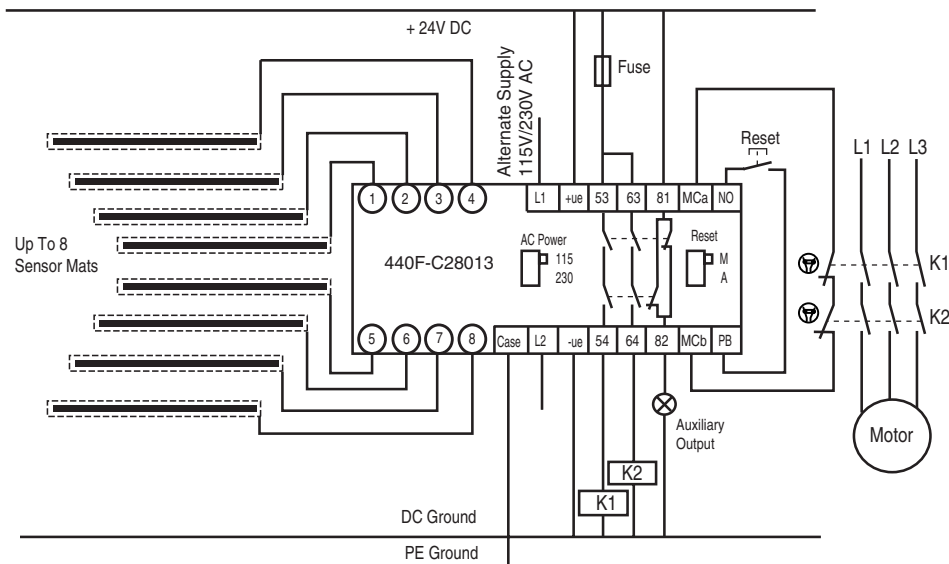 + 24V DC
Alternate Supply
115V/230V AC
Fuse
Reset
L1 L2 L3
1 2 3 4
L1 +ue 53 63 81 MCa NO
Up To 8
Sensor Mats
440F-C28013
AC Power
115
230
Reset
M
A
K1
K2
5 6 7 8
Case L2 -ue 54 64 82 MCb PB
Auxiliary
Output
Motor
K2
K1
DC Ground
PE Ground